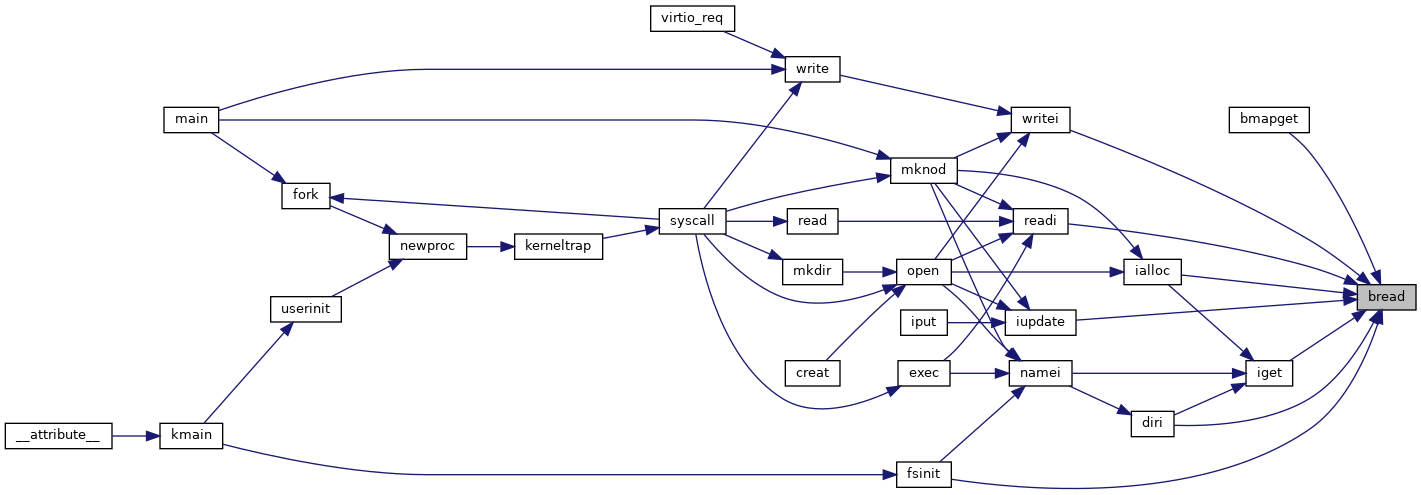 virtio_req
write
main
writei
bmapget
mknod
fork
syscall
read
readi
newproc
kerneltrap
mkdir
open
ialloc
bread
userinit
iput
iupdate
creat
exec
namei
iget
diri
__attribute__
kmain
fsinit